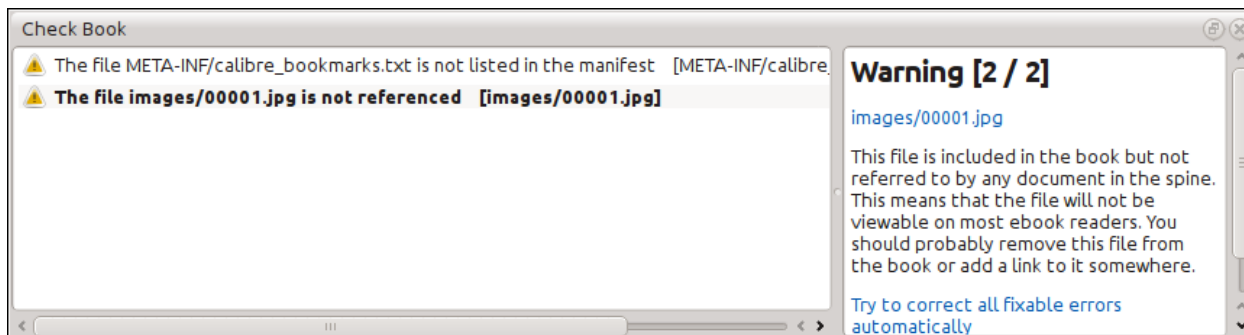 Check Book
The file META-INF/calibre_bookmarks.txt is not listed in the manifest [META-INF/calibre_
The file images/00001.jpg is not referenced [images/00001.jpg]
Warning [2 / 2]
images/00001.jpg
This file is included in the book but not
referred to by any document in the spine.
This means that the file will not be
viewable on most ebook readers. You
should probably remove this file from
the book or add a link to it somewhere.
Try to correct all fixable errors
automatically